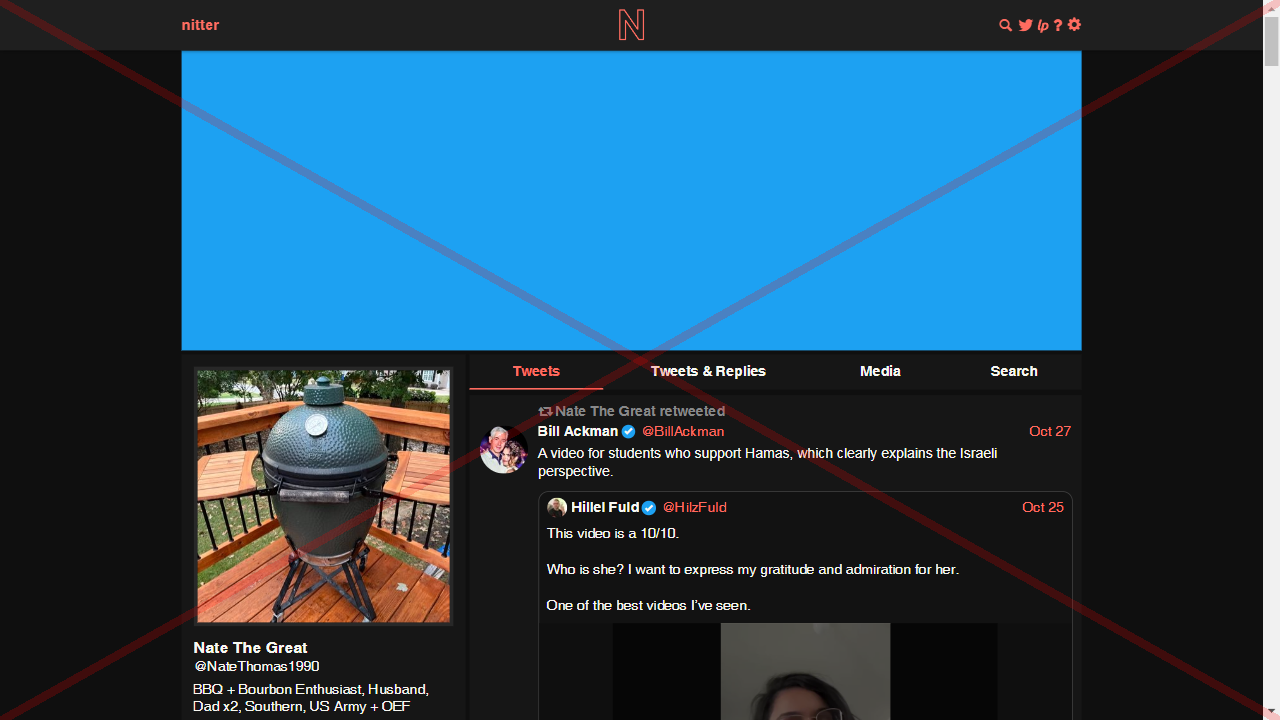 nitter
N
lp ?
Tweets
Tweets & Replies
Media
Search
Nate The Great retweeted
Bill Ackman @BillAckman Oct 27
A video for students who support Hamas, which clearly explains the Israeli
perspective.
Hillel Fuld @HilzFuld Oct 25
This video is a 10/10.
Who is she? I want to express my gratitude and admiration for her.
One of the best videos I've seen.
Nate The Great
@NateThomas1990
BBQ + Bourbon Enthusiast, Husband,
Dad x2, Southern, US Army + OEF